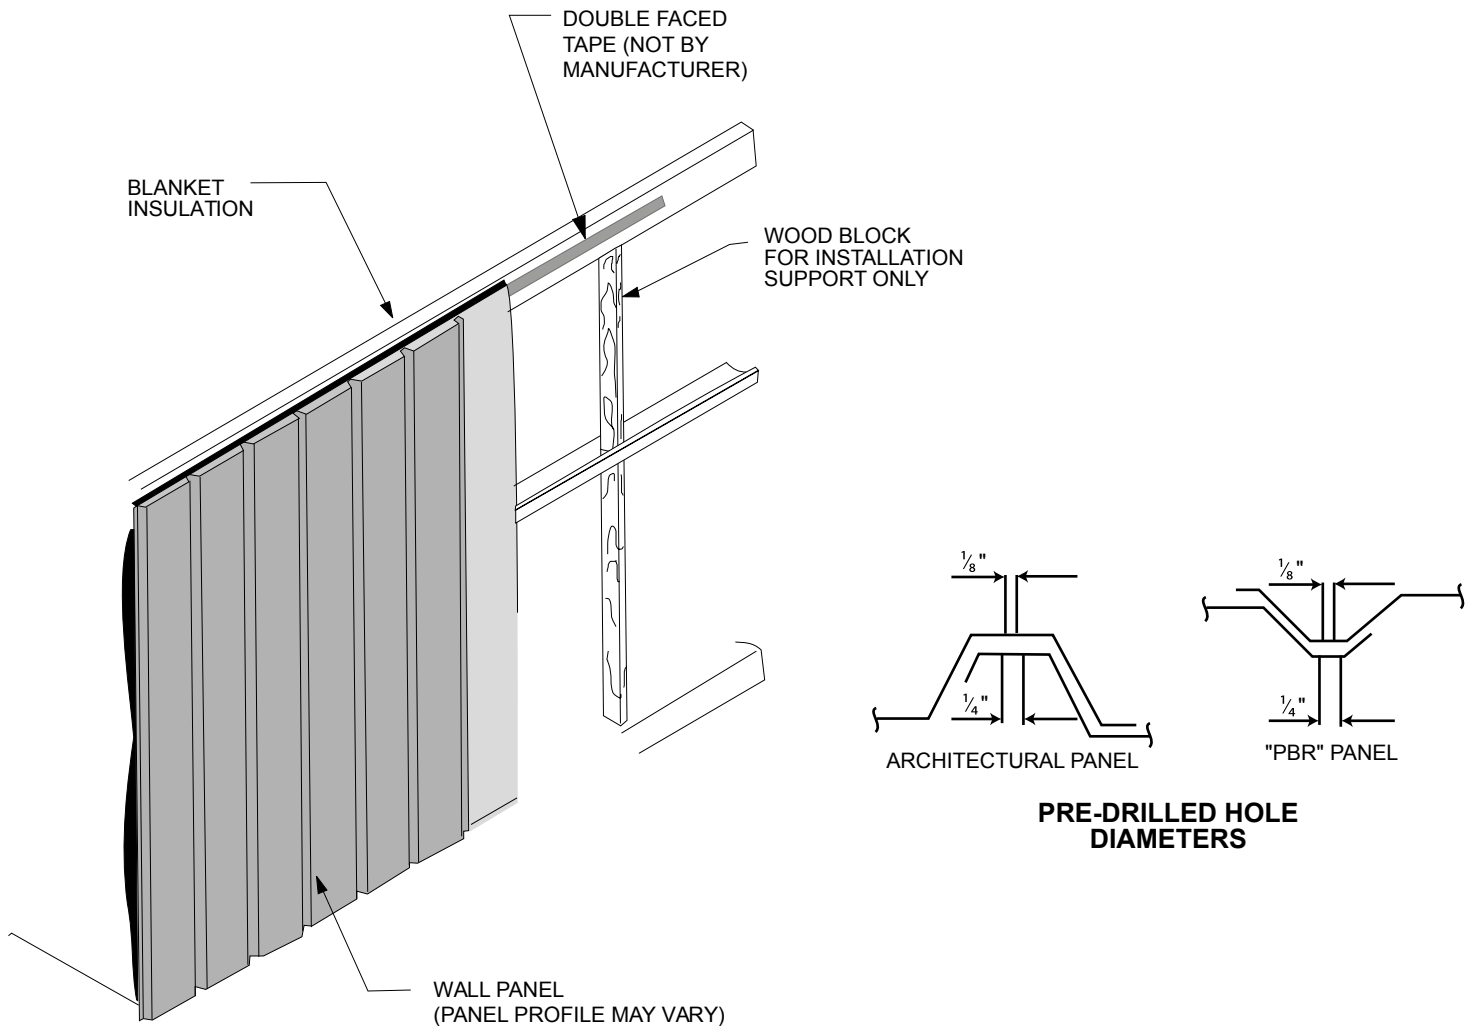 DOUBLE FACED
TAPE (NOT BY
MANUFACTURER)
BLANKET
INSULATION
WOOD BLOCK
FOR INSTALLATION
SUPPORT ONLY
⅛"
⅛"
¼"
¼"
ARCHITECTURAL PANEL
"PBR" PANEL
PRE-DRILLED HOLE
DIAMETERS
WALL PANEL
(PANEL PROFILE MAY VARY)